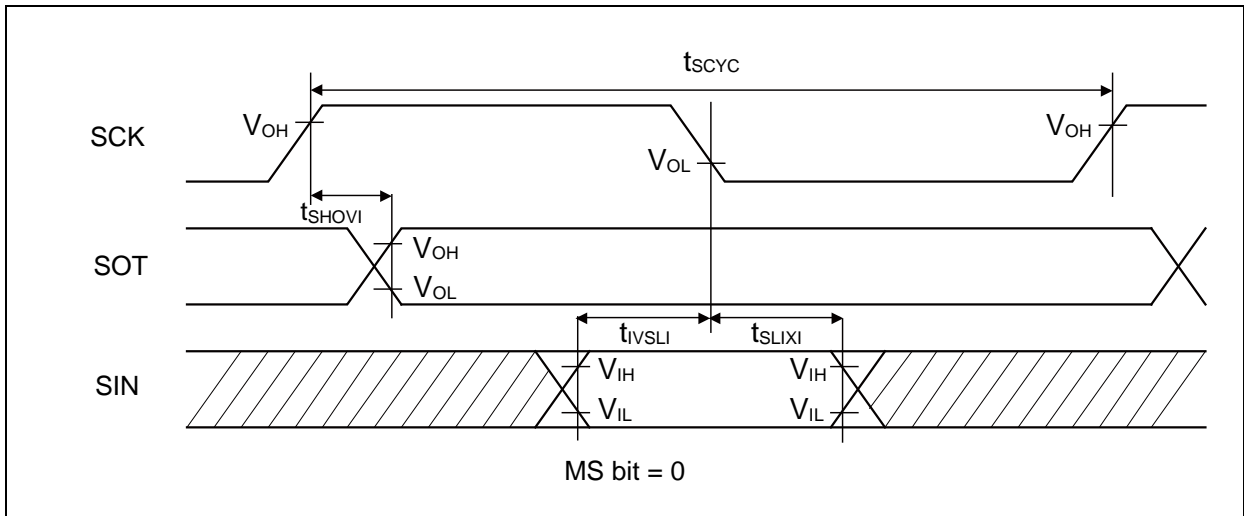 tSCYC
SCK
VOH
VOL
VOH
tSHOVI
SOT
VOH
VOL
tIVSLI
tSLIXI
SIN
VIH
VIH
VIL
VIL
MS bit = 0